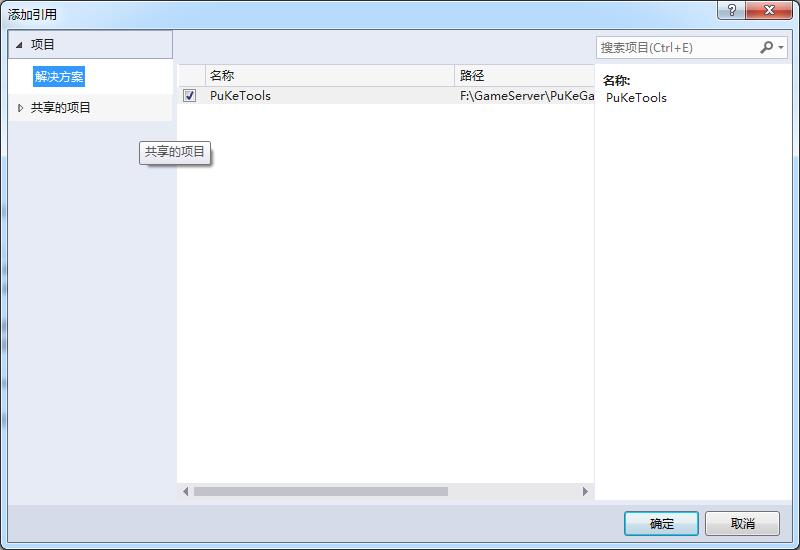 添加引用
项目
搜索项目(Ctrl+E)
解决方案
名称
路径
名称:
PuKeTools
F:\GameServer\PuKeGa
PuKeTools
共享的项目
共享的项目
确定
取消